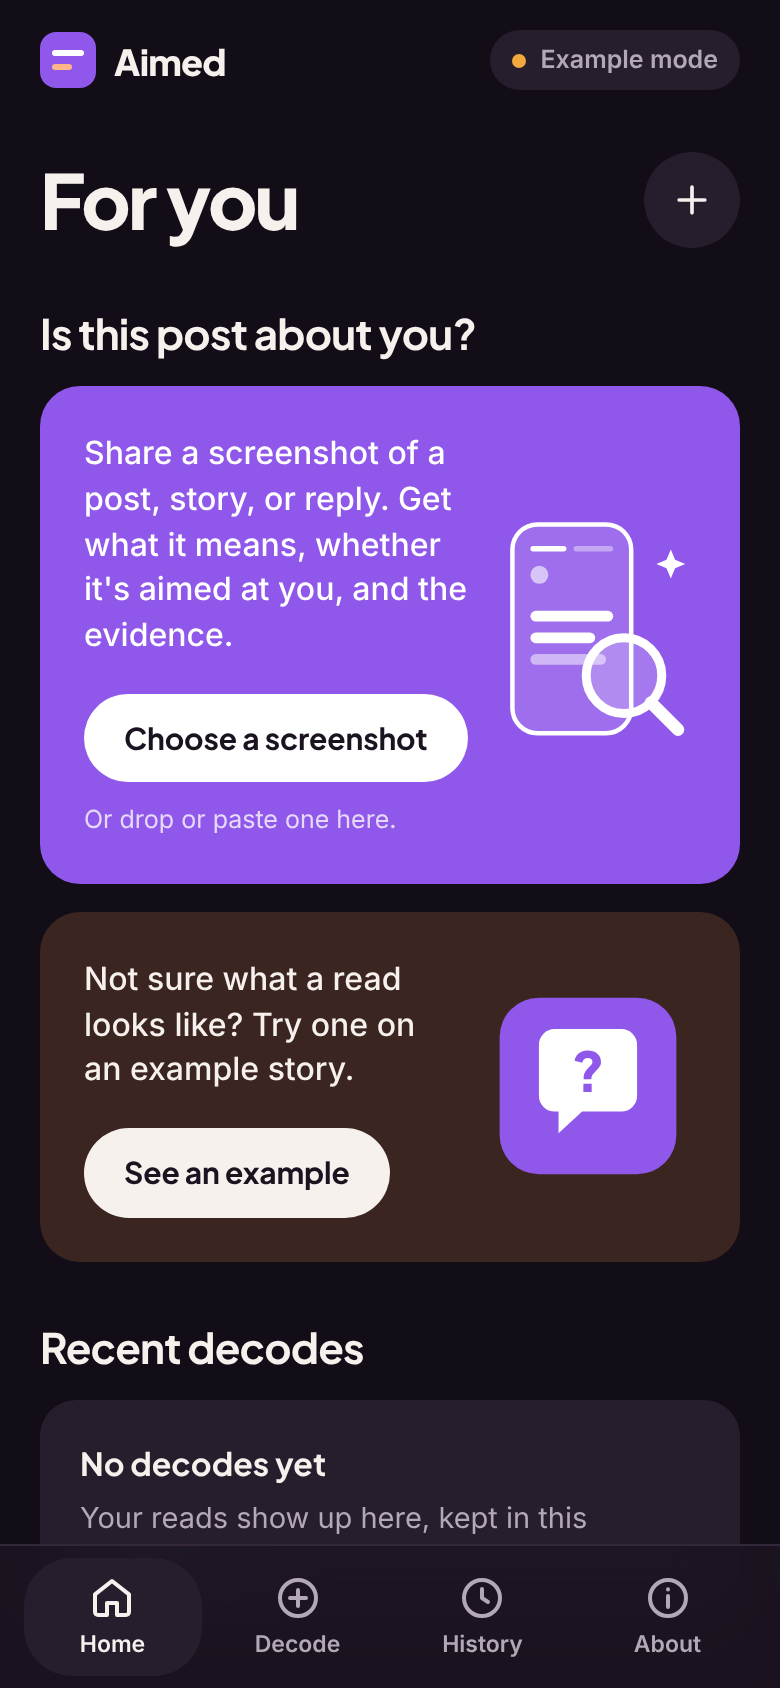 Aimed
Example mode
For you
Is this post about you?
Share a screenshot of a
post, story, or reply. Get
what it means, whether
it's aimed at you, and the
evidence.
Choose a screenshot
Or drop or paste one here.
Not sure what a read
looks like? Try one on
an example story.
?
See an example
Recent decodes
No decodes yet
Your reads show up here, kept in this
Home
Decode
History
About